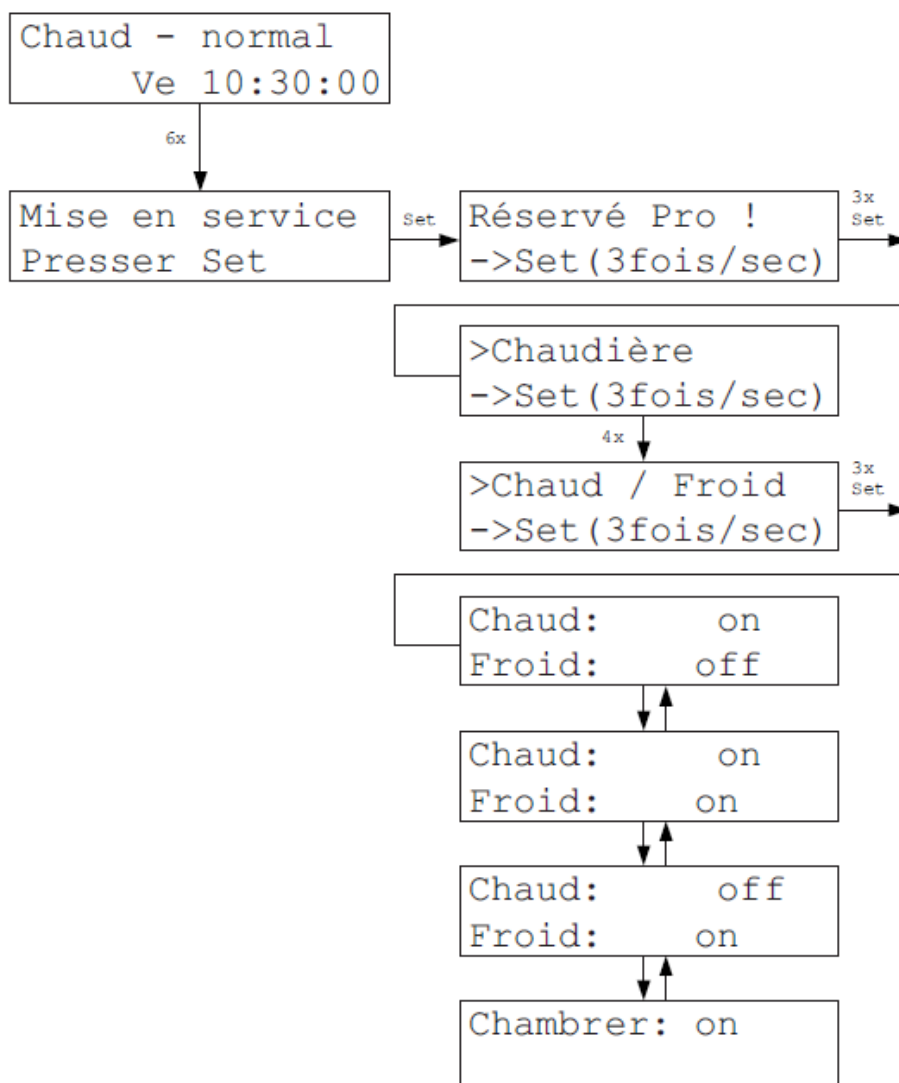 Chaud - normal
Ve 10:30:00
6x
Mise en service
Presser Set
Set
Réservé Pro !
->Set(3fois/sec)
3x
Set
>Chaudière
->Set(3fois/sec)
4x
>Chaud / Froid
->Set(3fois/sec)
3x
Set
Chaud: on
Froid: off
Chaud: on
Froid: on
Chaud: off
Froid: on
Chambrer: on